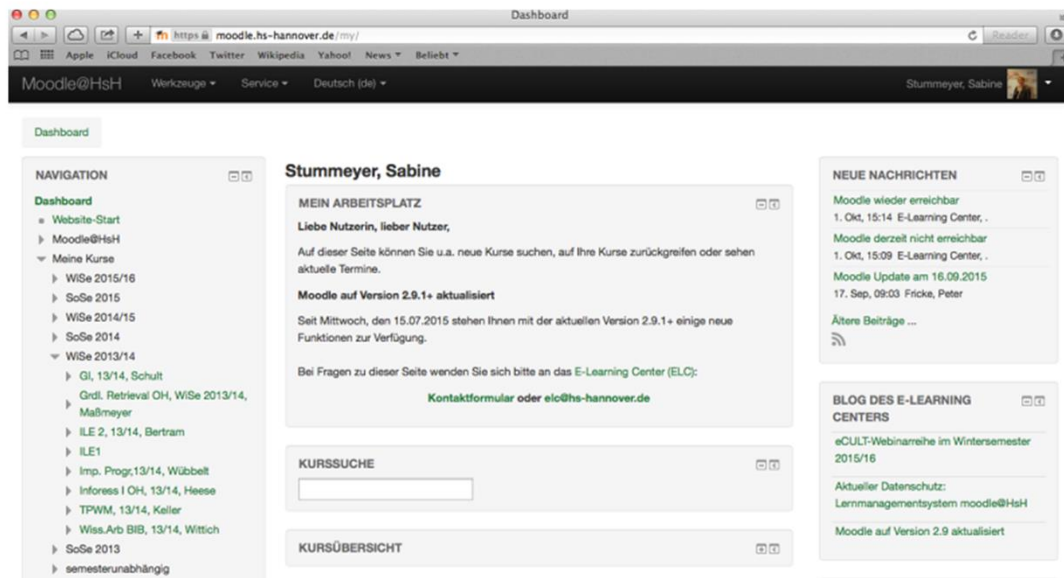 Dashboard
https moodle.hs-hannover.de/my/
Reader
Apple iCloud Facebook Twitter Wikipedia Yahoo! News Beliebt
Moodle@HsH Werkzeuge Service Deutsch (de) Stummeyer, Sabine
Dashboard
NAVIGATION
Dashboard
Website-Start
Moodle@HsH
Meine Kurse
WiSe 2015/16
SoSe 2015
WiSe 2014/15
SoSe 2014
WiSe 2013/14
GI, 13/14, Schult
Grdl. Retrieval OH, WiSe 2013/14,
Maßmeyer
ILE 2, 13/14, Bertram
ILE1
Imp. Progr,13/14, Wübbelt
Inforess I OH, 13/14, Heese
TPWM, 13/14, Keller
Wiss.Arb BIB, 13/14, Wittich
SoSe 2013
semesterunabhängig
Stummeyer, Sabine
MEIN ARBEITSPLATZ
Liebe Nutzerin, lieber Nutzer,
Auf dieser Seite können Sie u.a. neue Kurse suchen, auf Ihre Kurse zurückgreifen oder sehen
aktuelle Termine.
Moodle auf Version 2.9.1+ aktualisiert
Seit Mittwoch, den 15.07.2015 stehen Ihnen mit der aktuellen Version 2.9.1+ einige neue
Funktionen zur Verfügung.
Bei Fragen zu dieser Seite wenden Sie sich bitte an das E-Learning Center (ELC):
Kontaktformular oder elc@hs-hannover.de
KURSSUCHE
KURSÜBERSICHT
NEUE NACHRICHTEN
Moodle wieder erreichbar
1. Okt, 15:14 E-Learning Center, .
Moodle derzeit nicht erreichbar
1. Okt, 15:09 E-Learning Center, .
Moodle Update am 16.09.2015
17. Sep, 09:03 Fricke, Peter
Ältere Beiträge ...
BLOG DES E-LEARNING
CENTERS
eCULT-Webinarreihe im Wintersemester
2015/16
Aktueller Datenschutz:
Lernmanagementsystem moodle@HsH
Moodle auf Version 2.9 aktualisiert